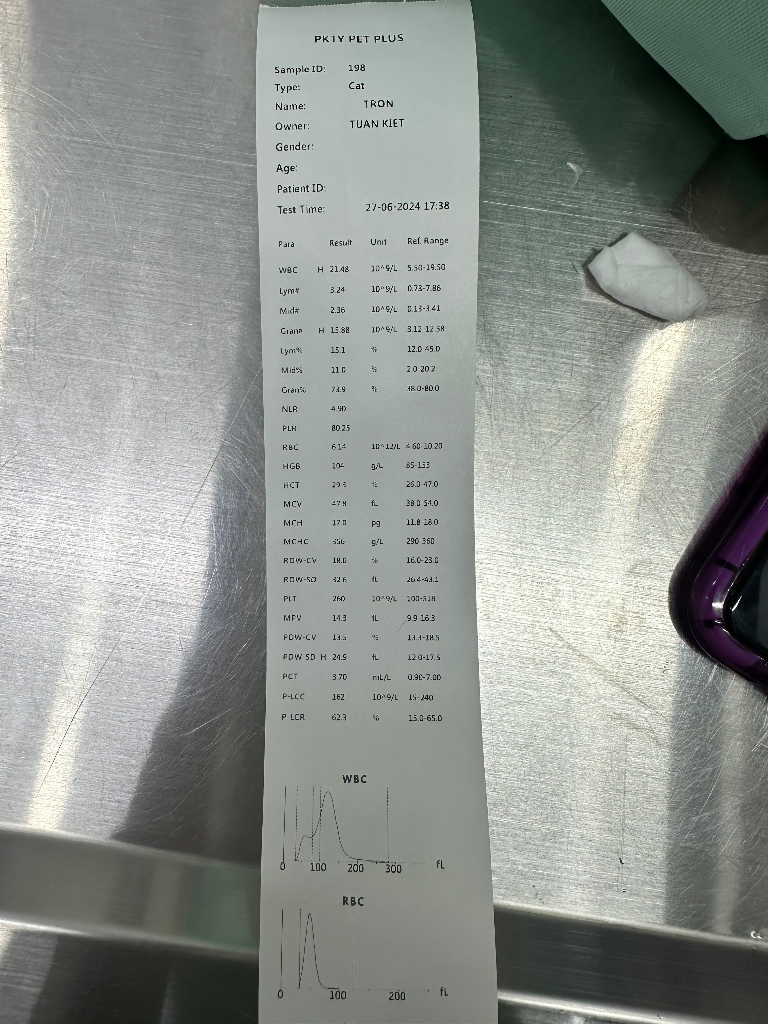 PKTY PET PLUS
Sample ID: 198
Type: Cat
Name: TRON
Owner: TUAN KIET
Gender:
Age:
Patient ID:
Test Time: 27-06-2024 17:38
Para Result Unit Ref. Range
WBC H 21.48 10^9/L 5.50-19.50
Lym# 3.24 10^9/L 0.73-7.86
Mid# 2.36 10^9/L 0.13-3.41
Gran# H 15.88 10^9/L 3.12-12.58
Lym% 15.1 % 12.0-45.0
Mid% 11.0 % 2.0-20.2
Gran% 73.9 % 38.0-80.0
NLR 4.90
PLR 80.25
RBC 6.14 10^12/L 4.60-10.20
HGB 104 g/L 85-153
HCT 29.3 % 26.0-47.0
MCV 47.8 fL 38.0-54.0
MCH 17.0 pg 11.8-18.0
MCHC 356 g/L 290-360
RDW-CV 18.0 % 16.0-23.0
RDW-SD 32.6 fL 26.4-43.1
PLT 260 10^9/L 100-518
MPV 14.3 fL 9.9-16.3
PDW-CV 13.5 % 13.3-18.5
PDW-SD H 24.9 fL 12.0-17.5
PCT 3.70 mL/L 0.90-7.00
P-LCC 162 10^9/L 15-240
P-LCR 62.3 % 15.0-65.0
WBC
0 100 200 300 fL
RBC
0 100 200 fL